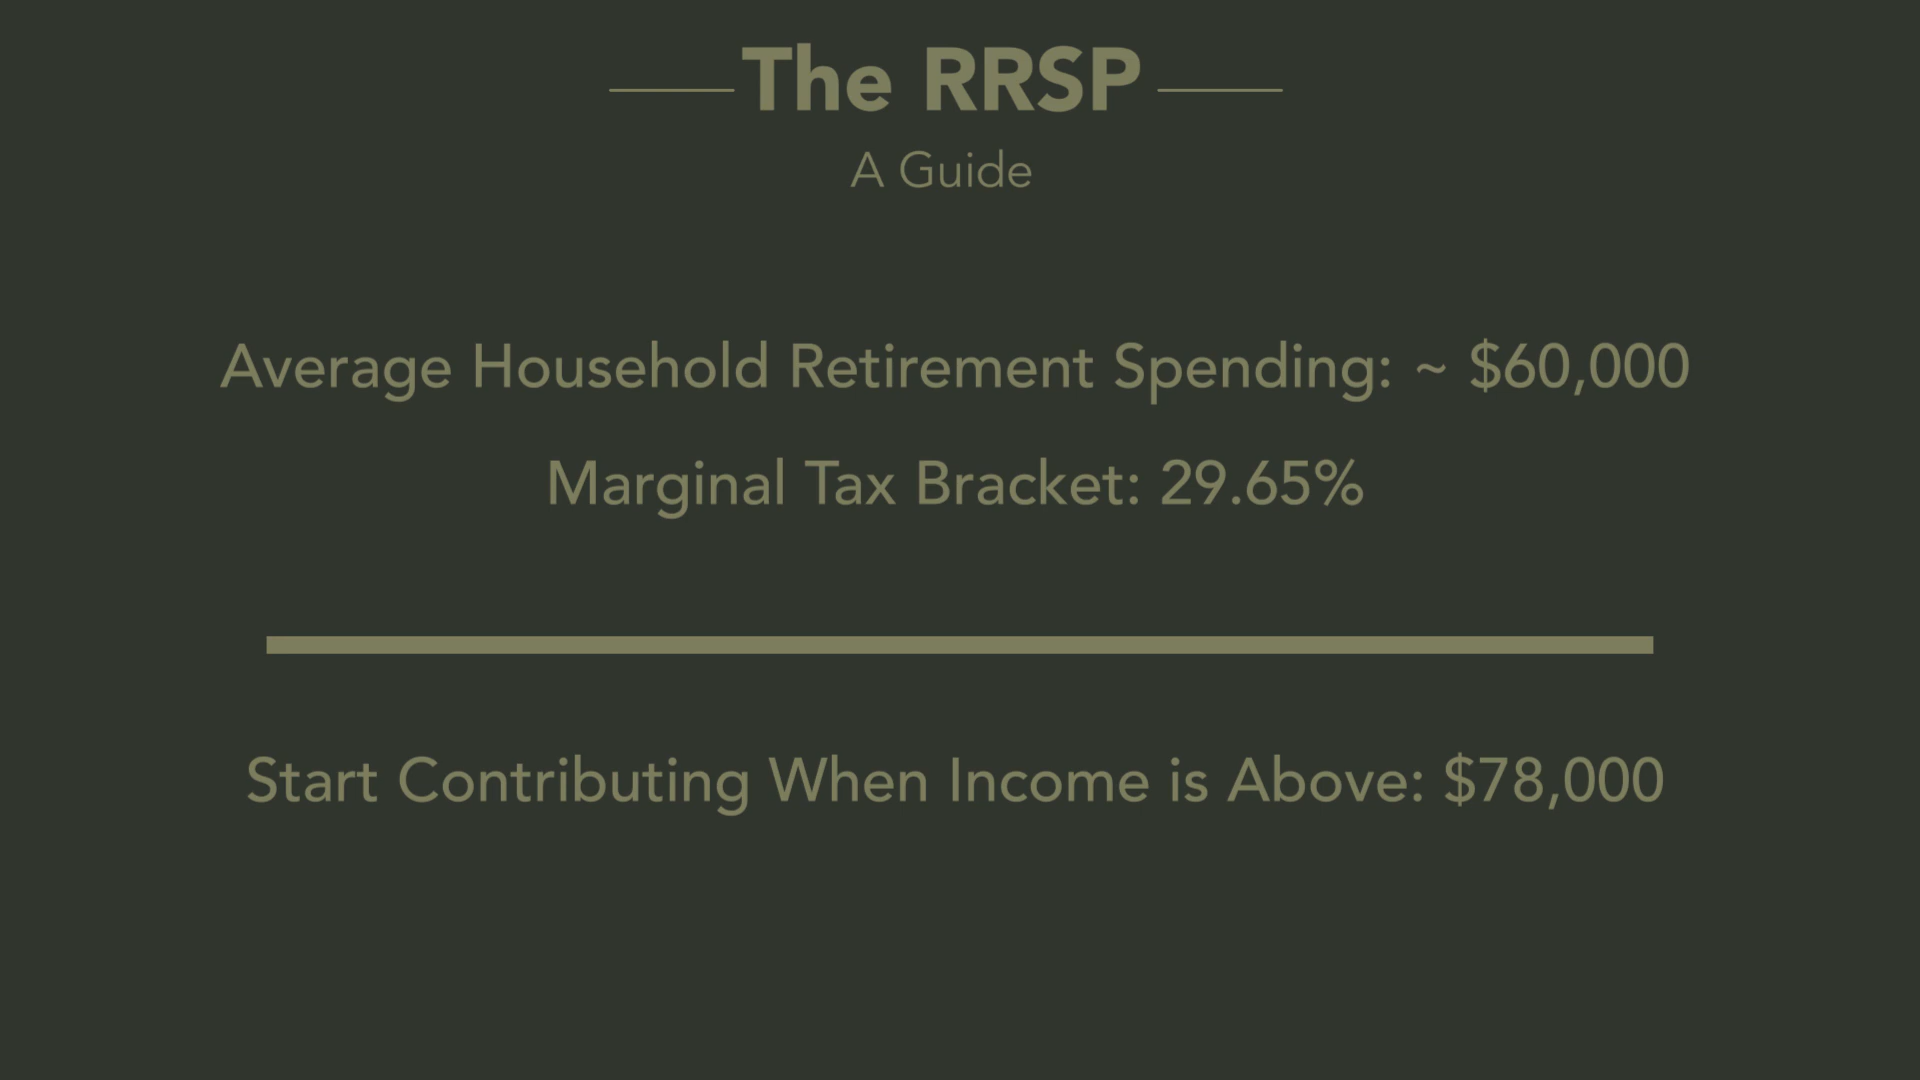 The RRSP
A Guide
Average Household Retirement Spending: ~ $60,000
Marginal Tax Bracket: 29.65%
Start Contributing When Income is Above: $78,000